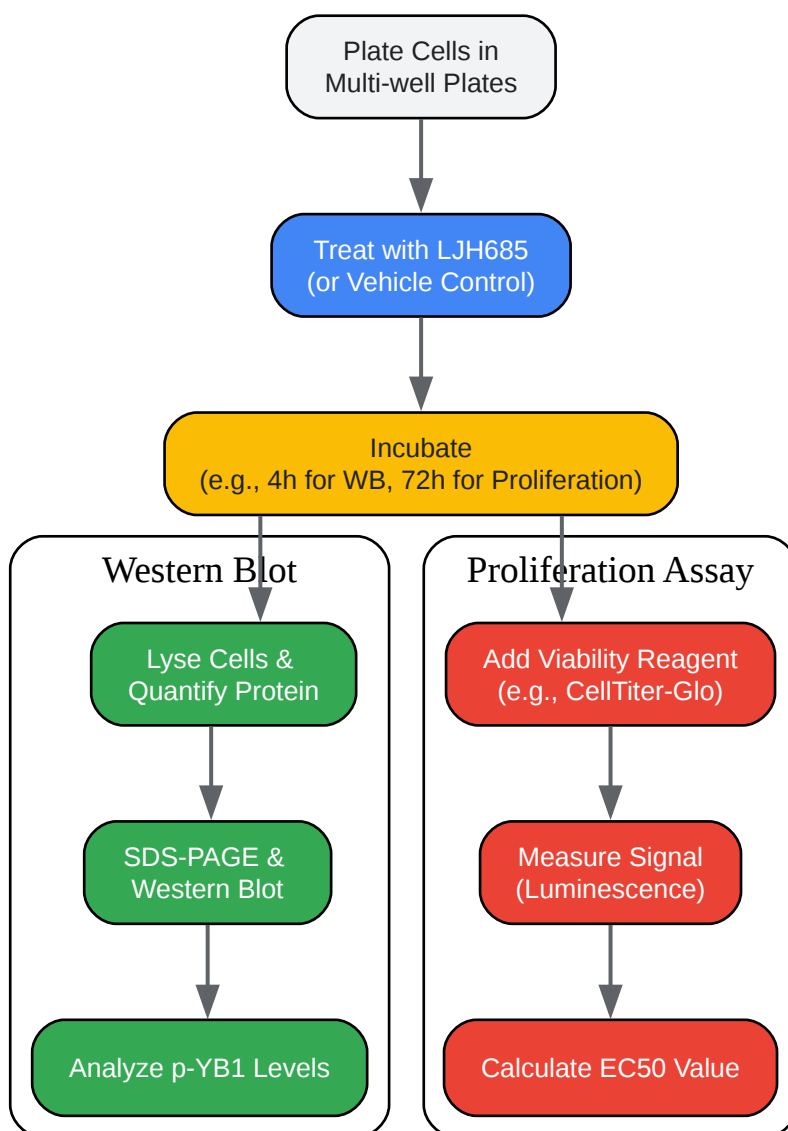 Plate Cells in
Multi-well Plates
Treat with LJH685
(or Vehicle Control)
Incubate
(e.g., 4h for WB, 72h for Proliferation)
Western Blot
Lyse Cells &
Quantify Protein
SDS-PAGE &
Western Blot
Analyze p-YB1 Levels
Proliferation Assay
Add Viability Reagent
(e.g., CellTiter-Glo)
Measure Signal
(Luminescence)
Calculate EC50 Value